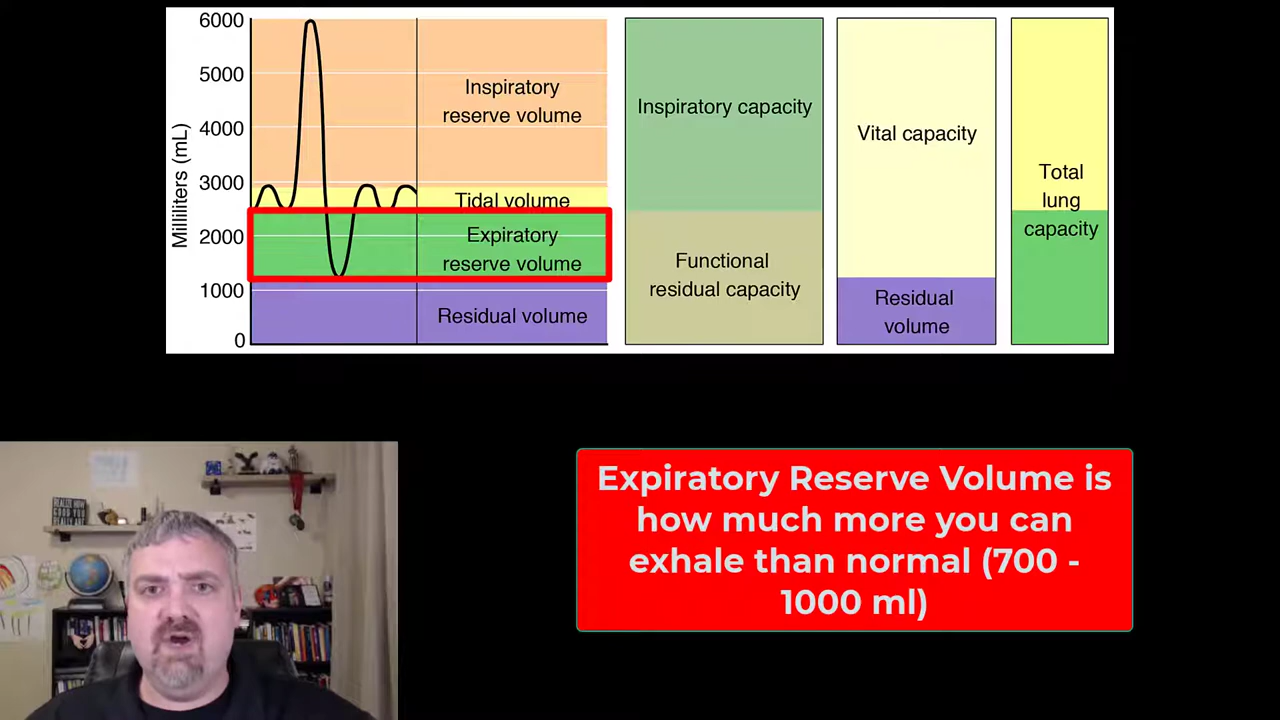 6000
5000
4000
3000
2000
1000
0
Milliliters (mL)
Inspiratory
reserve volume
Tidal volume
Expiratory
reserve volume
Residual volume
Inspiratory capacity
Functional
residual capacity
Vital capacity
Residual
volume
Total
lung
capacity
Expiratory Reserve Volume is
how much more you can
exhale than normal (700 -
1000 ml)